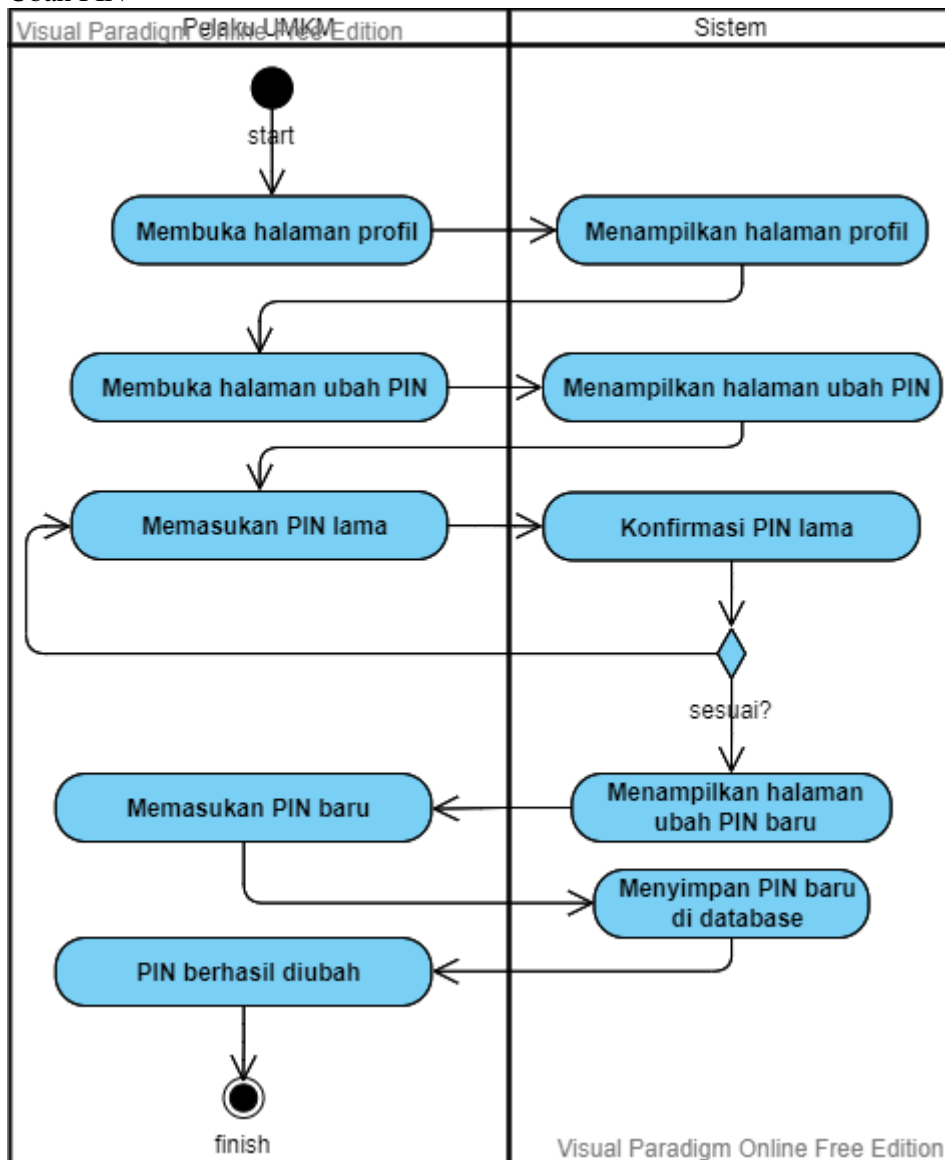 Ubah PIN
Visual Paradigm Online Free Edition
Pelaku UMKM
Sistem
start
Membuka halaman profil
Menampilkan halaman profil
Membuka halaman ubah PIN
Menampilkan halaman ubah PIN
Memasukan PIN lama
Konfirmasi PIN lama
sesuai?
Memasukan PIN baru
Menampilkan halaman
ubah PIN baru
Menyimpan PIN baru
di database
PIN berhasil diubah
finish
Visual Paradigm Online Free Edition